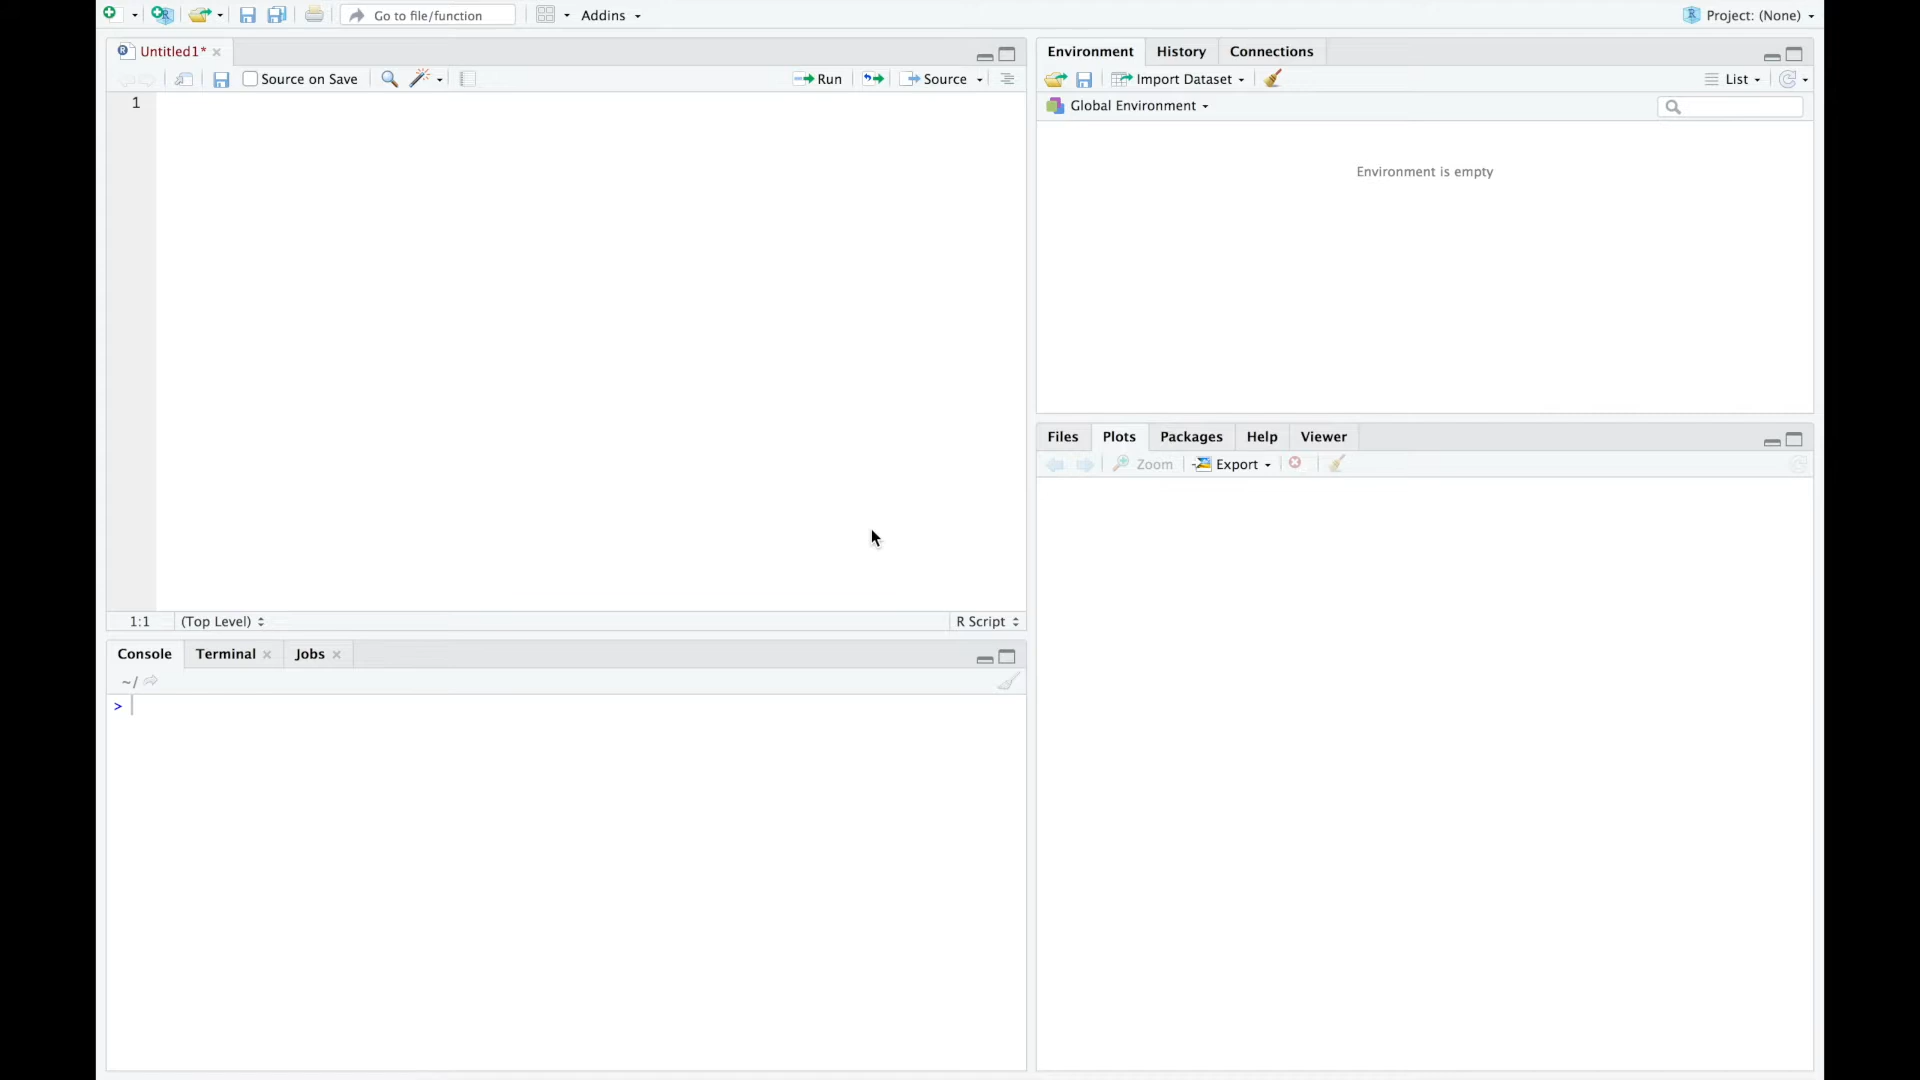 Go to file/function
Addins
Project: (None)
Untitled1*
Source on Save
Run
Source
1
1:1
(Top Level)
R Script
Console
Terminal
Jobs
~/
>
Environment
History
Connections
Import Dataset
List
Global Environment
Environment is empty
Files
Plots
Packages
Help
Viewer
Zoom
Export